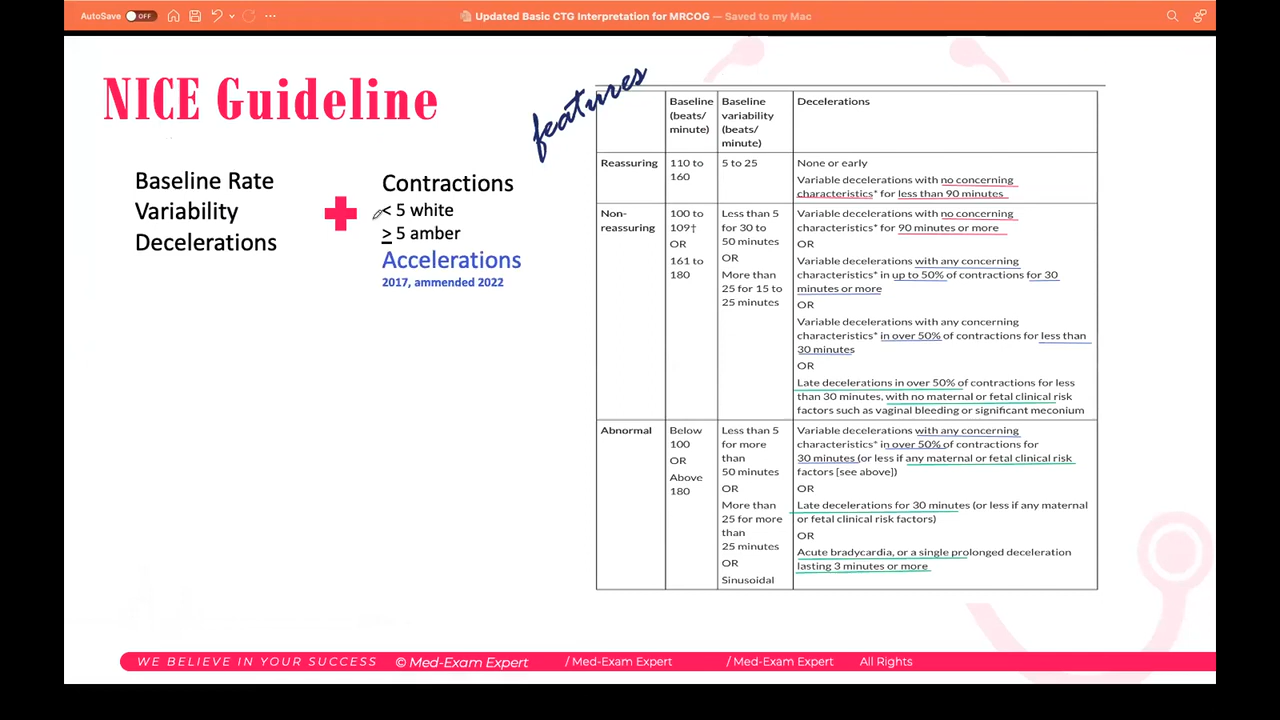 AutoSave OFF
Updated Basic CTG Interpretation for MRCOG — Saved to my Mac
NICE Guideline
Baseline Rate
Variability
Decelerations
Contractions
< 5 white
≥ 5 amber
Accelerations
2017, ammended 2022
features
Baseline
(beats/
minute)
Baseline
variability
(beats/
minute)
Decelerations
Reassuring
110 to
160
5 to 25
None or early
Variable decelerations with no concerning
characteristics* for less than 90 minutes
Non-
reassuring
100 to
109†
OR
161 to
180
Less than 5
for 30 to
50 minutes
OR
More than
25 for 15 to
25 minutes
Variable decelerations with no concerning
characteristics* for 90 minutes or more
OR
Variable decelerations with any concerning
characteristics* in up to 50% of contractions for 30
minutes or more
OR
Variable decelerations with any concerning
characteristics* in over 50% of contractions for less than
30 minutes
OR
Late decelerations in over 50% of contractions for less
than 30 minutes, with no maternal or fetal clinical risk
factors such as vaginal bleeding or significant meconium
Abnormal
Below
100
OR
Above
180
Less than 5
for more
than
50 minutes
OR
More than
25 for more
than
25 minutes
OR
Sinusoidal
Variable decelerations with any concerning
characteristics* in over 50% of contractions for
30 minutes (or less if any maternal or fetal clinical risk
factors [see above])
OR
Late decelerations for 30 minutes (or less if any maternal
or fetal clinical risk factors)
OR
Acute bradycardia, or a single prolonged deceleration
lasting 3 minutes or more
WE BELIEVE IN YOUR SUCCESS © Med-Exam Expert / Med-Exam Expert / Med-Exam Expert All Rights